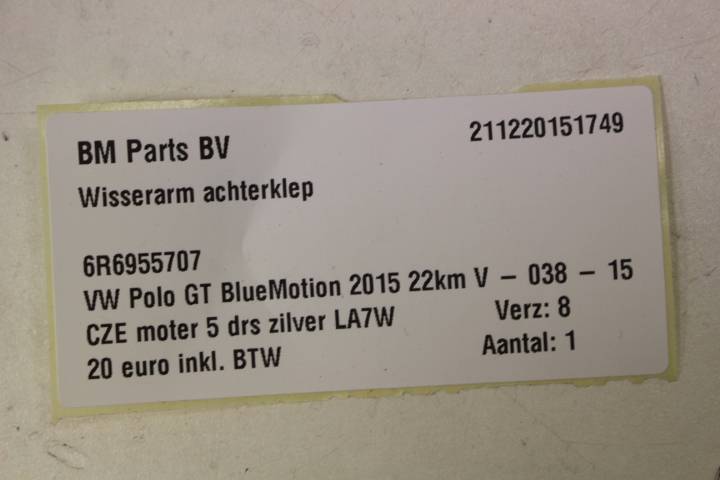 BM Parts BV 211220151749
Wisserarm achterklep
6R6955707
VW Polo GT BlueMotion 2015 22km V - 038 - 15
CZE moter 5 drs zilver LA7W Verz: 8
20 euro inkl. BTW Aantal: 1